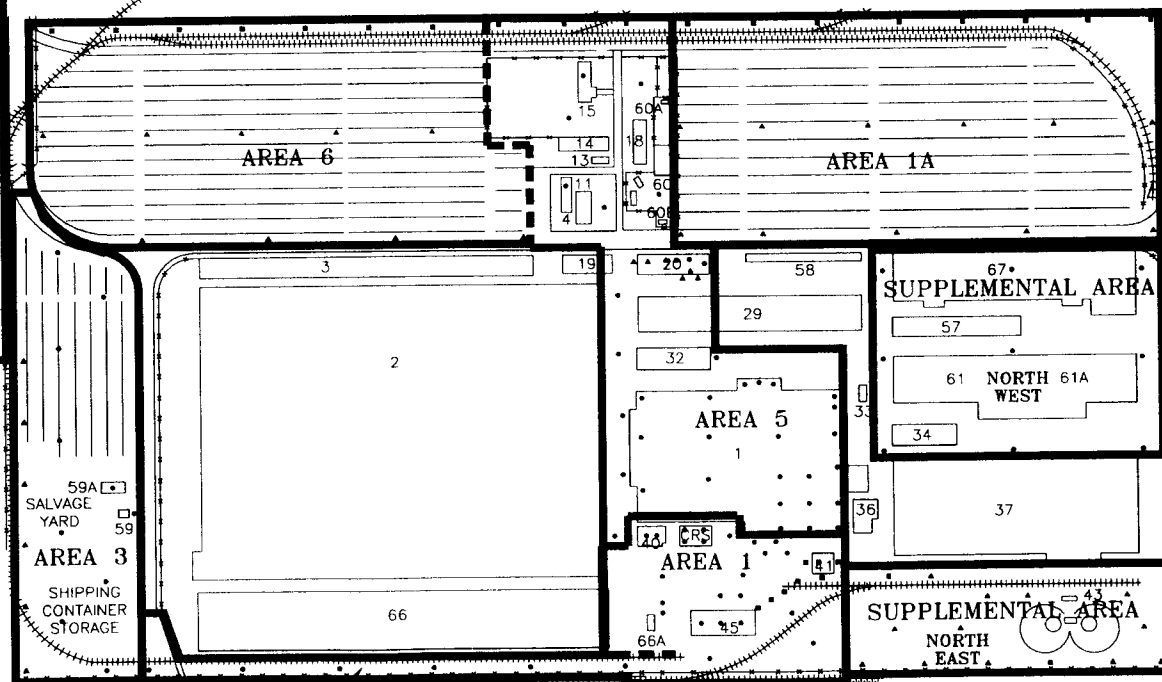 15
60A
14
18
13
AREA 6
AREA 1A
11
60
4
60B
3
19
20
58
67
SUPPLEMENTAL AREA
29
57
2
32
61
NORTH
WEST
61A
33
AREA 5
34
1
59A
SALVAGE
YARD
59
36
37
40
CRS
AREA 3
AREA 1
41
SHIPPING
CONTAINER
STORAGE
43
66
SUPPLEMENTAL AREA
45
66A
NORTH
EAST